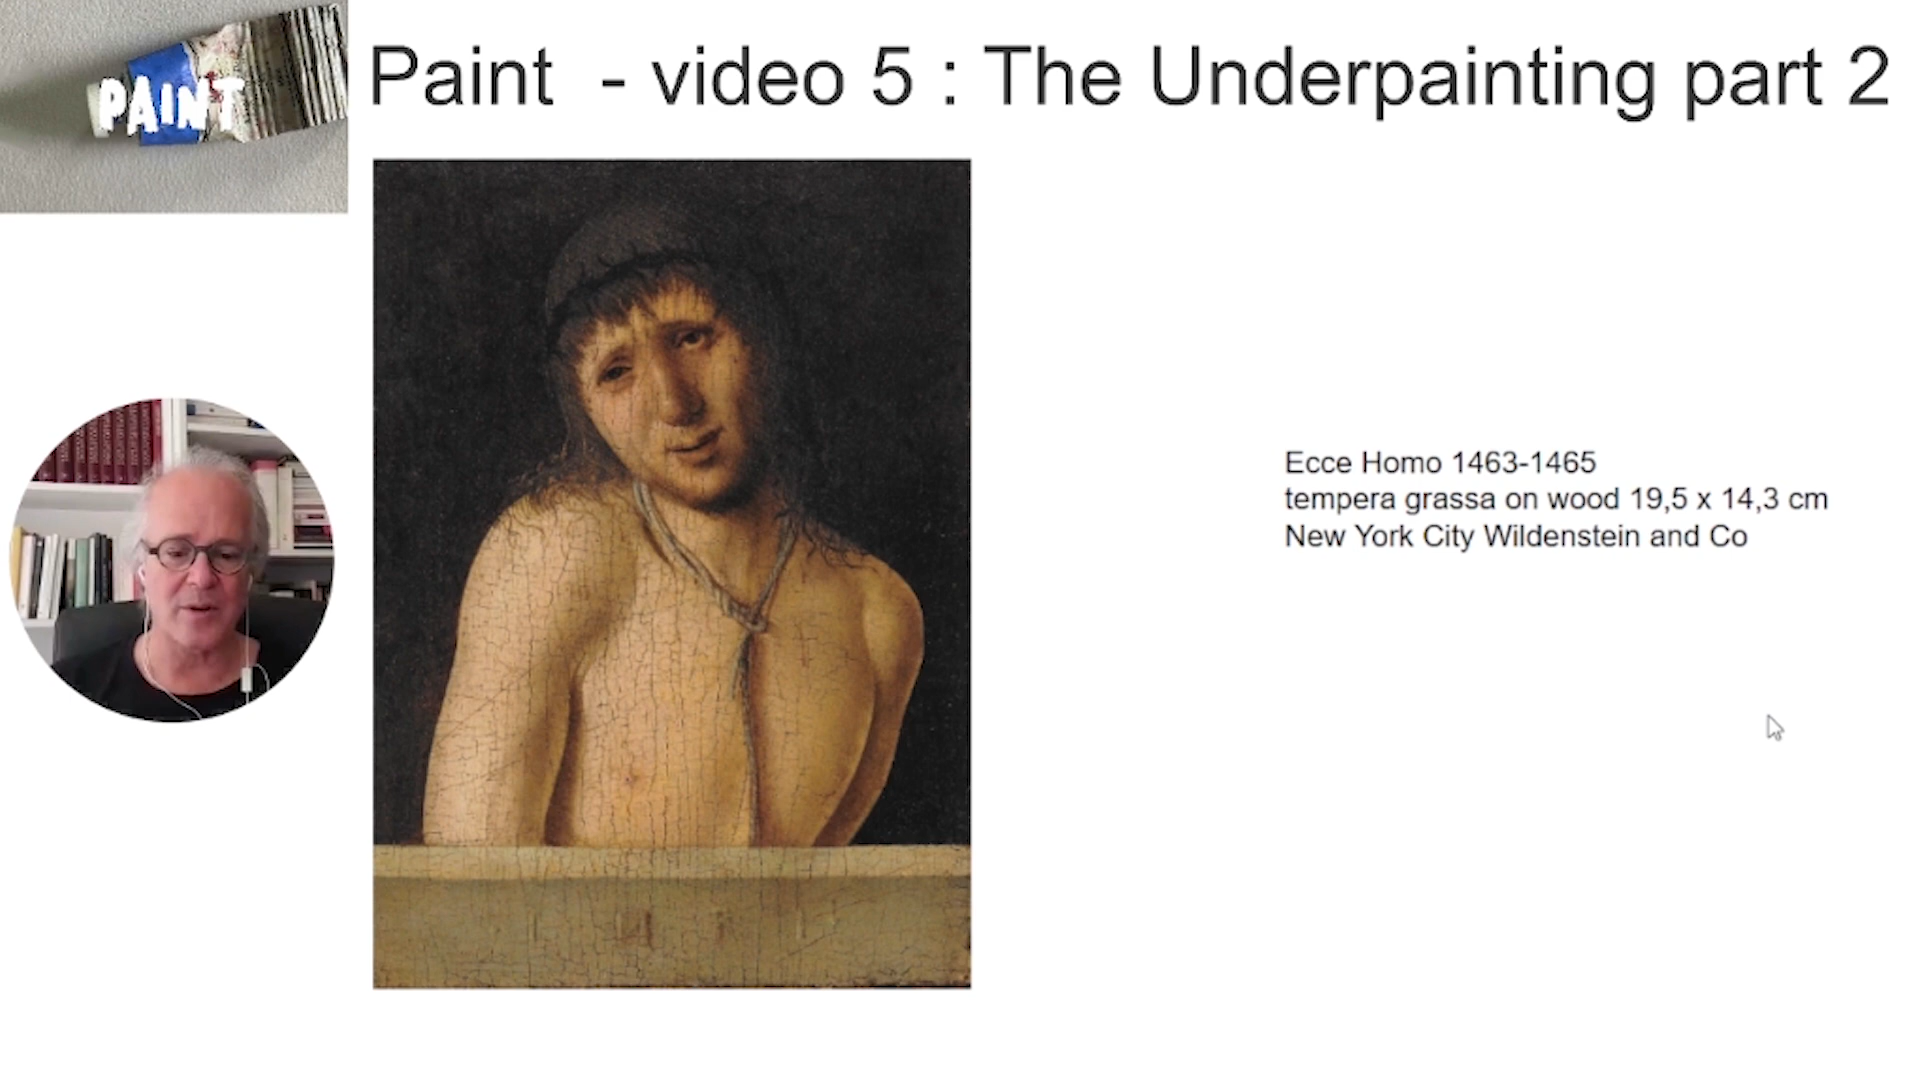 PAINT
Paint - video 5 : The Underpainting part 2
Ecce Homo 1463-1465
tempera grassa on wood 19,5 x 14,3 cm
New York City Wildenstein and Co